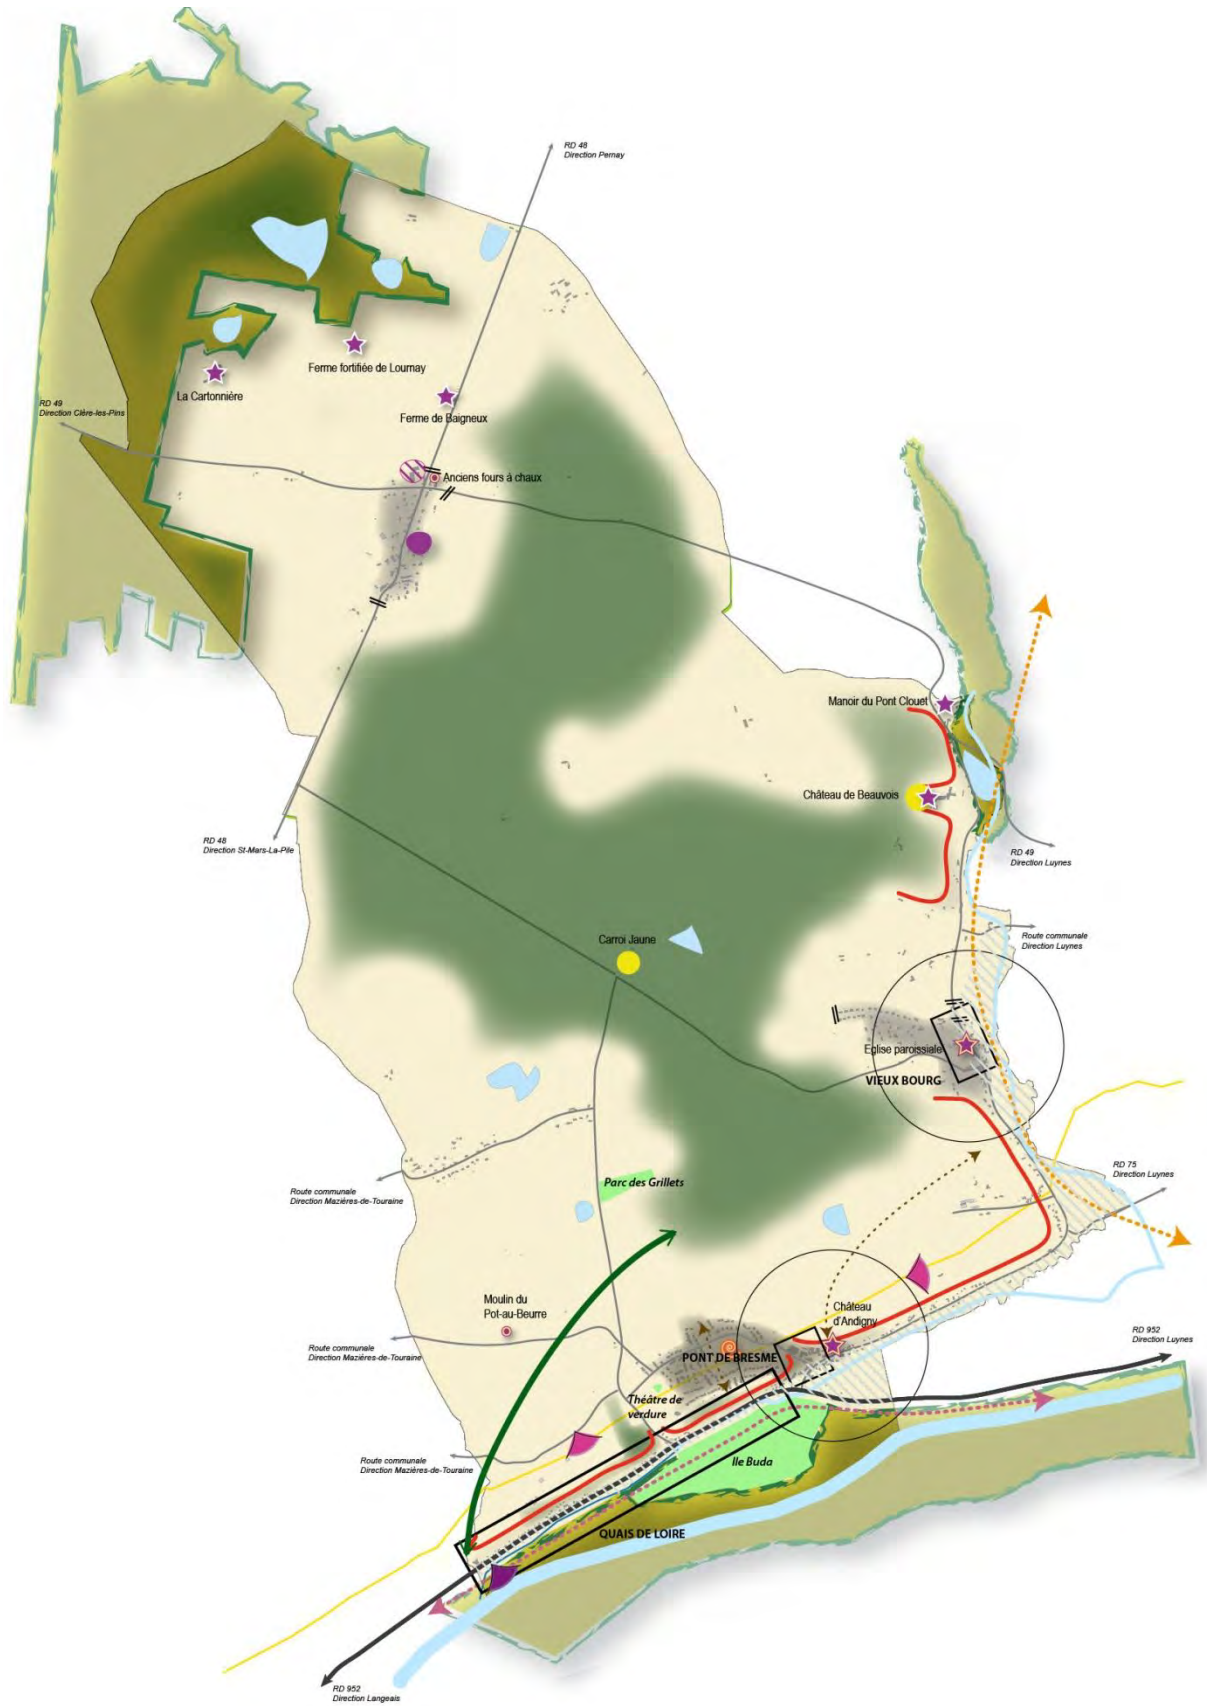 RD 48
Direction Pernay
Ferme fortifiée de Lournay
La Cartonnière
RD 49
Direction Clère-les-Pins
Ferme de Baigneux
Anciens fours à chaux
Manoir du Pont Clouet
Château de Beauvois
RD 48
Direction St-Mars-La-Pile
RD 49
Direction Luynes
Carroi Jaune
Route communale
Direction Luynes
Eglise paroissiale
VIEUX BOURG
RD 75
Direction Luynes
Parc des Grillets
Route communale
Direction Mazières-de-Touraine
Moulin du
Pot-au-Beurre
Château
d'Andigny
RD 952
Direction Luynes
Route communale
Direction Mazières-de-Touraine
PONT DE BRESME
Théâtre de
verdure
Route communale
Direction Mazières-de-Touraine
Ile Buda
QUAIS DE LOIRE
RD 952
Direction Langeais